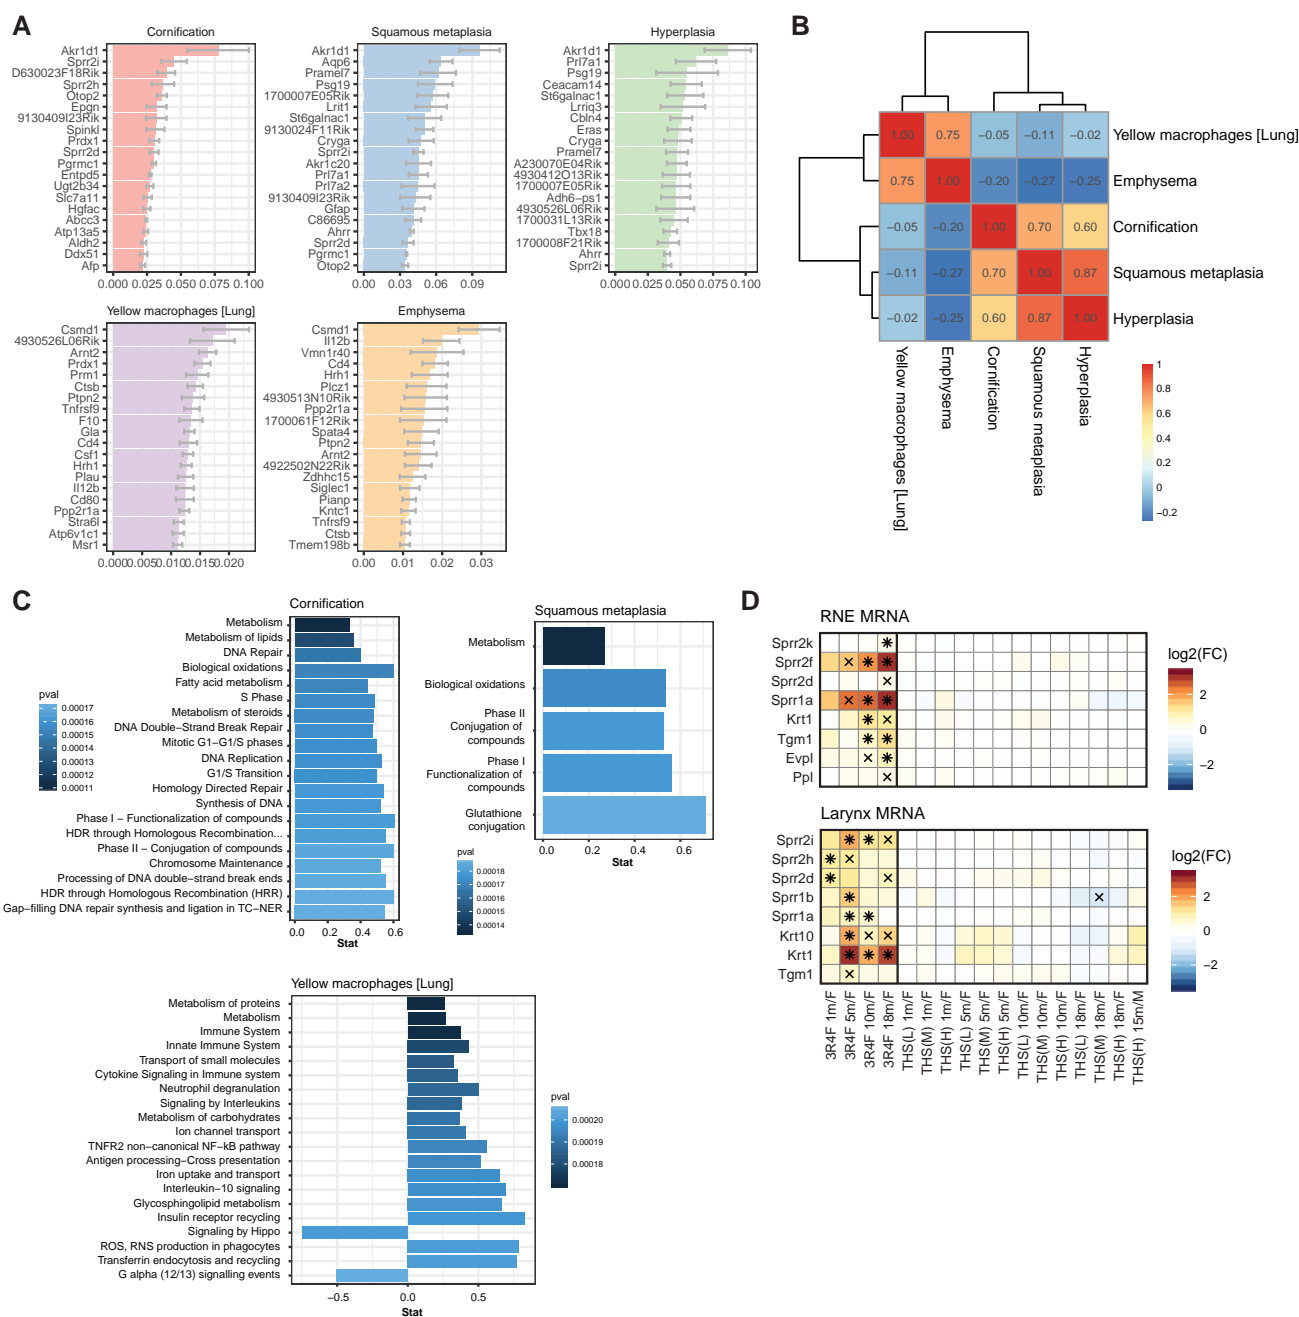 A
Cornification
Akr1d1
Sprr2i
D630023F18Rik
Sprr2h
Otop2
Epgn
9130409I23Rik
Spinkl
Prdx1
Sprr2d
Pgrmc1
Entpd5
Ugt2b34
Slc7a11
Hgfac
Abcc3
Atp13a5
Aldh2
Ddx51
Afp
0.000 0.025 0.050 0.075 0.100
Squamous metaplasia
Akr1d1
Aqp6
Pramel7
Psg19
1700007E05Rik
Lrit1
St6galnac1
9130024F11Rik
Cryga
Sprr2i
Akr1c20
Prl7a1
Prl7a2
9130409I23Rik
Gfap
C86695
Ahrr
Sprr2d
Pgrmc1
Otop2
0.00 0.03 0.06 0.09
Hyperplasia
Akr1d1
Prl7a1
Psg19
Ceacam14
St6galnac1
Lrriq3
Cbln4
Eras
Cryga
Pramel7
A230070E04Rik
4930412O13Rik
1700007E05Rik
Adh6-ps1
4930526L06Rik
1700031L13Rik
Tbx18
1700008F21Rik
Ahrr
Sprr2i
0.000 0.025 0.050 0.075 0.100
Yellow macrophages [Lung]
Csmd1
4930526L06Rik
Arnt2
Prdx1
Prm1
Ctsb
Ptpn2
Tnfrsf9
F10
Gla
Cd4
Csf1
Hrh1
Plau
Il12b
Cd80
Ppp2r1a
Stra6l
Atp6v1c1
Msr1
0.000 0.005 0.010 0.015 0.020
Emphysema
Csmd1
Il12b
Vmn1r40
Cd4
Hrh1
Plcz1
4930513N10Rik
Ppp2r1a
1700061F12Rik
Spata4
Ptpn2
Arnt2
4922502N22Rik
Zdhhc15
Siglec1
Pianp
Kntc1
Tnfrsf9
Ctsb
Tmem198b
0.00 0.01 0.02 0.03
B
1.00 0.75 −0.05 −0.11 −0.02 Yellow macrophages [Lung]
0.75 1.00 −0.20 −0.27 −0.25 Emphysema
−0.05 −0.20 1.00 0.70 0.60 Cornification
−0.11 −0.27 0.70 1.00 0.87 Squamous metaplasia
−0.02 −0.25 0.60 0.87 1.00 Hyperplasia
Yellow macrophages [Lung]
Emphysema
Cornification
Squamous metaplasia
Hyperplasia
1
0.8
0.6
0.4
0.2
0
−0.2
C
Cornification
Metabolism
Metabolism of lipids
DNA Repair
Biological oxidations
Fatty acid metabolism
S Phase
Metabolism of steroids
DNA Double−Strand Break Repair
Mitotic G1−G1/S phases
DNA Replication
G1/S Transition
Homology Directed Repair
Synthesis of DNA
Phase I − Functionalization of compounds
HDR through Homologous Recombination...
Phase II − Conjugation of compounds
Chromosome Maintenance
Processing of DNA double−strand break ends
HDR through Homologous Recombination (HRR)
Gap−filling DNA repair synthesis and ligation in TC−NER
0.0 0.2 0.4 0.6
Stat
pval
0.00017
0.00016
0.00015
0.00014
0.00013
0.00012
0.00011
Squamous metaplasia
Metabolism
Biological oxidations
Phase II
Conjugation of
compounds
Phase I
Functionalization of
compounds
Glutathione
conjugation
0.0 0.2 0.4 0.6
Stat
pval
0.00018
0.00017
0.00016
0.00015
0.00014
Yellow macrophages [Lung]
Metabolism of proteins
Metabolism
Immune System
Innate Immune System
Transport of small molecules
Cytokine Signaling in Immune system
Neutrophil degranulation
Signaling by Interleukins
Metabolism of carbohydrates
Ion channel transport
TNFR2 non−canonical NF−kB pathway
Antigen processing−Cross presentation
Iron uptake and transport
Interleukin−10 signaling
Glycosphingolipid metabolism
Insulin receptor recycling
Signaling by Hippo
ROS, RNS production in phagocytes
Transferrin endocytosis and recycling
G alpha (12/13) signalling events
−0.5 0.0 0.5
Stat
pval
0.00020
0.00019
0.00018
D
RNE MRNA
Sprr2k
Sprr2f
Sprr2d
Sprr1a
Krt1
Tgm1
Evpl
Ppl
log2(FC)
2
0
−2
Larynx MRNA
Sprr2i
Sprr2h
Sprr2d
Sprr1b
Sprr1a
Krt10
Krt1
Tgm1
log2(FC)
2
0
−2
3R4F 1m/F
3R4F 5m/F
3R4F 10m/F
3R4F 18m/F
THS(L) 1m/F
THS(M) 1m/F
THS(H) 1m/F
THS(L) 5m/F
THS(M) 5m/F
THS(H) 5m/F
THS(L) 10m/F
THS(M) 10m/F
THS(H) 10m/F
THS(L) 18m/F
THS(M) 18m/F
THS(H) 18m/F
THS(H) 15m/M